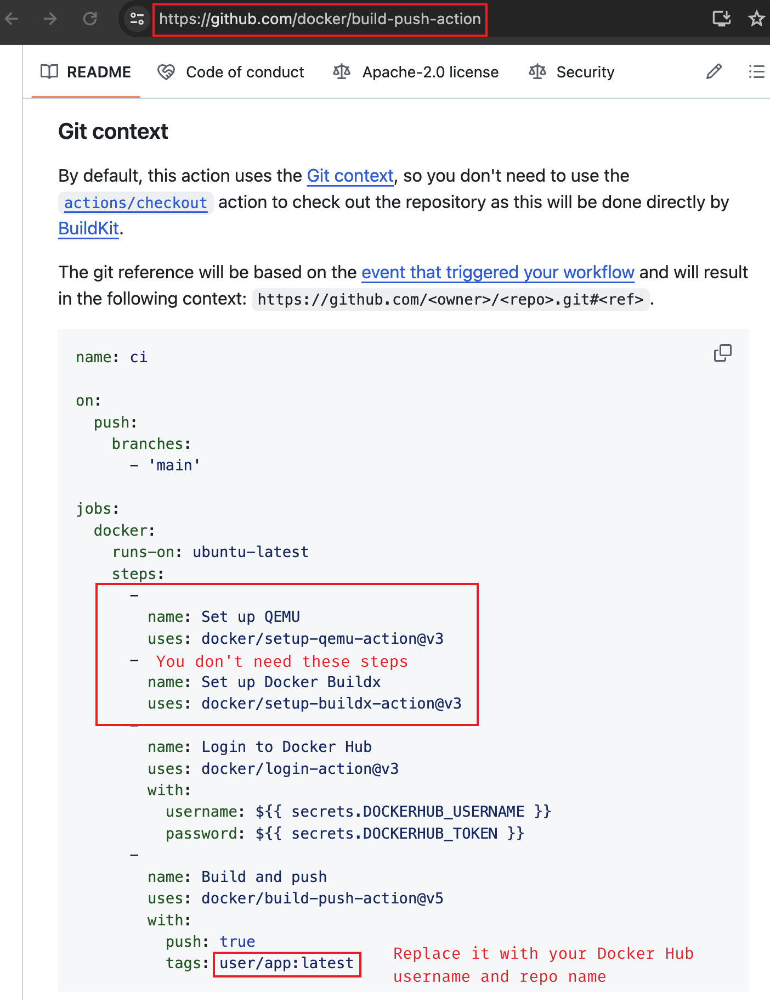 https://github.com/docker/build-push-action
README Code of conduct Apache-2.0 license Security
Git context
By default, this action uses the Git context, so you don't need to use the
actions/checkout action to check out the repository as this will be done directly by
BuildKit.
The git reference will be based on the event that triggered your workflow and will result
in the following context: https://github.com/<owner>/<repo>.git#<ref>.
name: ci
on:
  push:
    branches:
      - 'main'
jobs:
  docker:
    runs-on: ubuntu-latest
    steps:
      -
        name: Set up QEMU
        uses: docker/setup-qemu-action@v3
      - You don't need these steps
        name: Set up Docker Buildx
        uses: docker/setup-buildx-action@v3
      -
        name: Login to Docker Hub
        uses: docker/login-action@v3
        with:
          username: ${{ secrets.DOCKERHUB_USERNAME }}
          password: ${{ secrets.DOCKERHUB_TOKEN }}
      -
        name: Build and push
        uses: docker/build-push-action@v5
        with:
          push: true
          tags: user/app:latest
Replace it with your Docker Hub
username and repo name